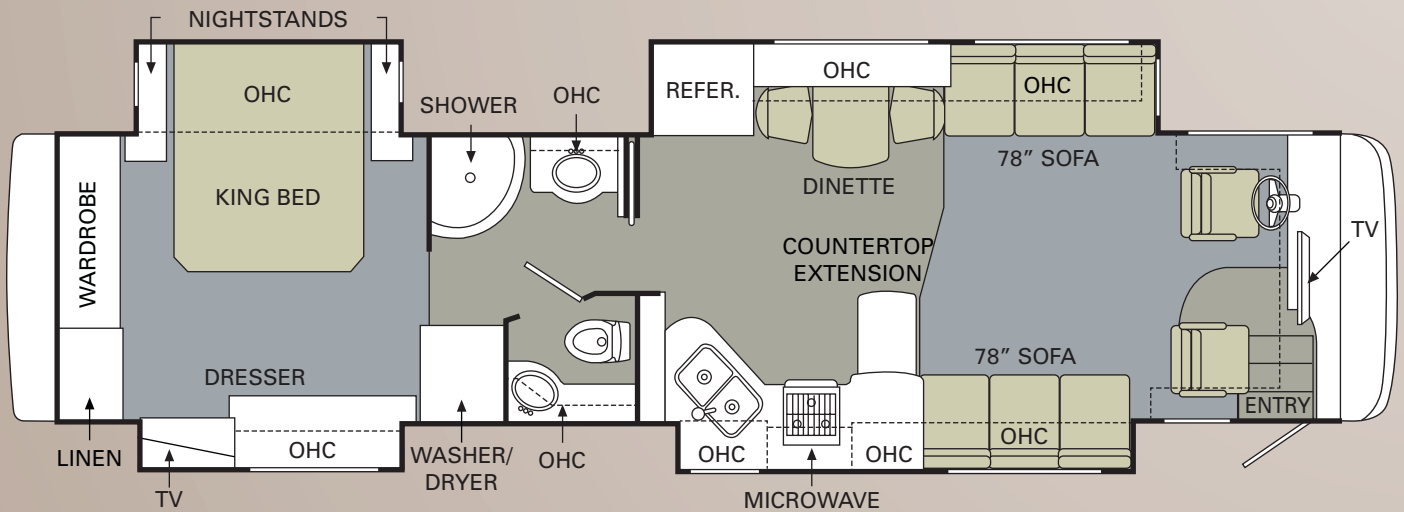 NIGHTSTANDS
OHC
KING BED
WARDROBE
LINEN
DRESSER
OHC
TV
SHOWER
OHC
WASHER/
DRYER
OHC
REFER.
OHC
DINETTE
COUNTERTOP
EXTENSION
OHC
OHC
MICROWAVE
OHC
78” SOFA
78” SOFA
OHC
TV
ENTRY